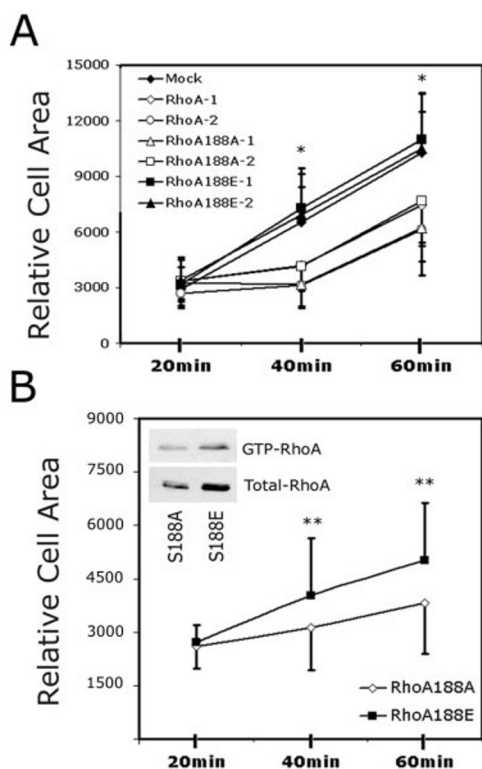 A
Relative Cell Area
15000
12000
9000
6000
3000
0
Mock
RhoA-1
RhoA-2
RhoA188A-1
RhoA188A-2
RhoA188E-1
RhoA188E-2
*
*
20min
40min
60min
B
Relative Cell Area
9000
7500
6000
4500
3000
1500
GTP-RhoA
Total-RhoA
S188A
S188E
**
**
RhoA188A
RhoA188E
20min
40min
60min